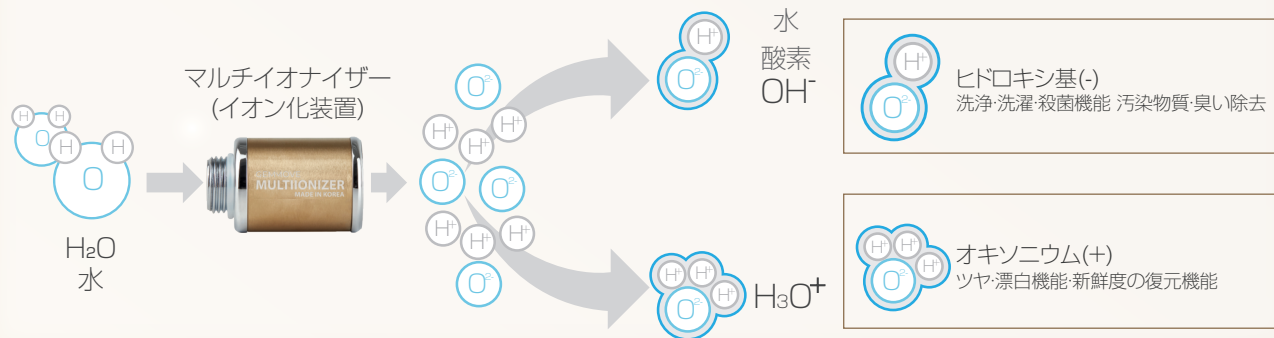 H
H
O
H
H
O
H₂O
水
マルチイオナイザー
(イオン化装置)
MULTIIONIZER
MADE IN KOREA
O²⁻
H⁺
H⁺
H⁺
O²⁻
O²⁻
H⁺
H⁺
H⁺
O²⁻
H⁺
O²⁻
水
酸素
OH⁻
H⁺
H⁺
H⁺
O²⁻
H₃O⁺
H⁺
O²⁻
ヒドロキシ基(-)
洗浄·洗濯·殺菌機能 汚染物質·臭い除去
H⁺
H⁺
H⁺
O²⁻
オキソニウム(+)
ツヤ·漂白機能·新鮮度の復元機能